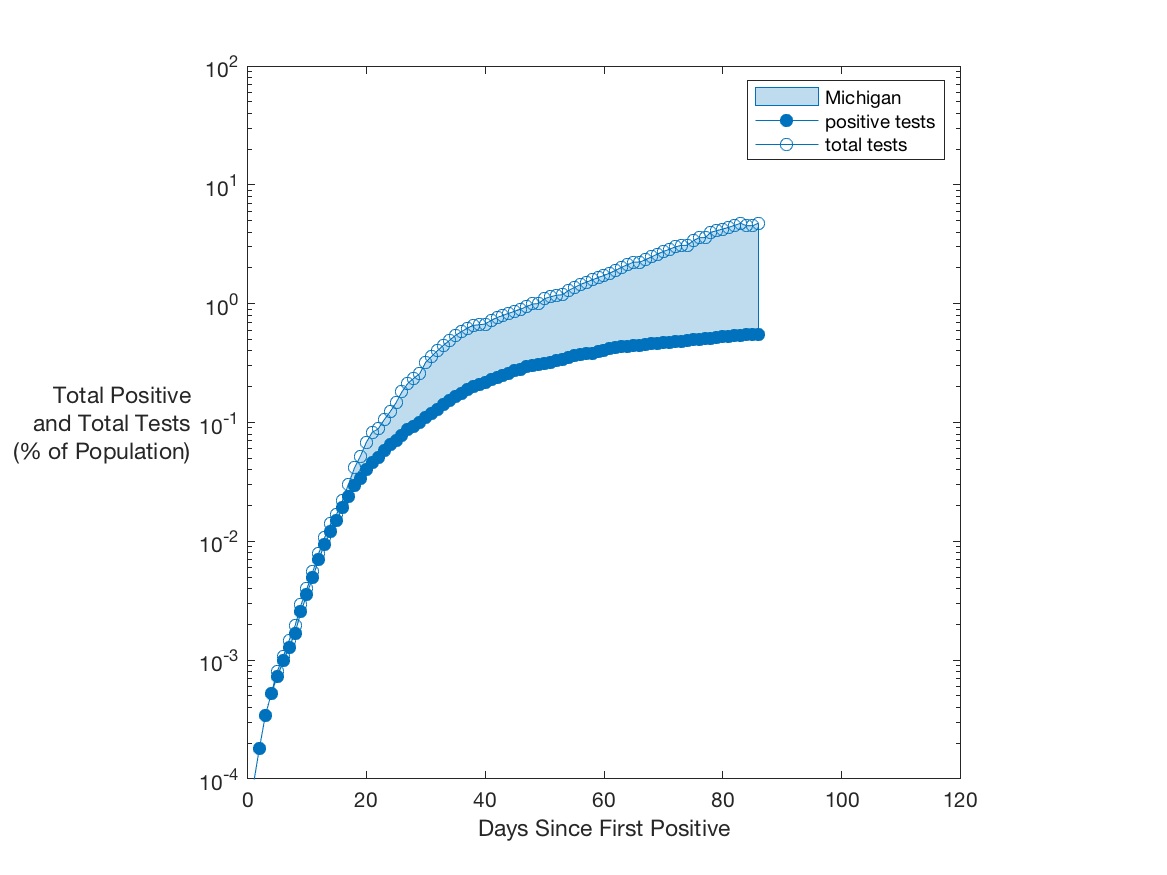 10^2
10^1
10^0
10^-1
10^-2
10^-3
10^-4
Total Positive
and Total Tests
(% of Population)
Michigan
positive tests
total tests
0 20 40 60 80 100 120
Days Since First Positive